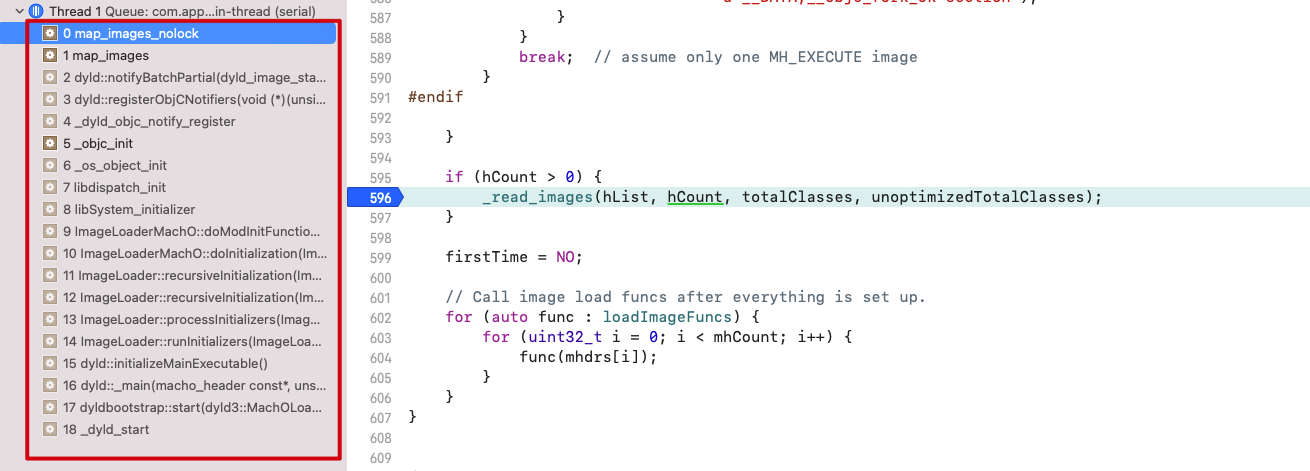 Thread 1 Queue: com.app...in-thread (serial)
0 map_images_nolock
1 map_images
2 dyld::notifyBatchPartial(dyld_image_sta...
3 dyld::registerObjCNotifiers(void (*)(unsi...
4 _dyld_objc_notify_register
5 _objc_init
6 _os_object_init
7 libdispatch_init
8 libSystem_initializer
9 ImageLoaderMachO::doModInitFunctio...
10 ImageLoaderMachO::doInitialization(Im...
11 ImageLoader::recursiveInitialization(Im...
12 ImageLoader::recursiveInitialization(Im...
13 ImageLoader::processInitializers(Imag...
14 ImageLoader::runInitializers(ImageLoa...
15 dyld::initializeMainExecutable()
16 dyld::_main(macho_header const*, uns...
17 dyldbootstrap::start(dyld3::MachOLoa...
18 _dyld_start
587 }
588 }
589 break; // assume only one MH_EXECUTE image
590 }
591 #endif
592
593 }
594
595 if (hCount > 0) {
596 _read_images(hList, hCount, totalClasses, unoptimizedTotalClasses);
597 }
598
599 firstTime = NO;
600
601 // Call image load funcs after everything is set up.
602 for (auto func : loadImageFuncs) {
603 for (uint32_t i = 0; i < mhCount; i++) {
604 func(mhdrs[i]);
605 }
606 }
607 }
608
609